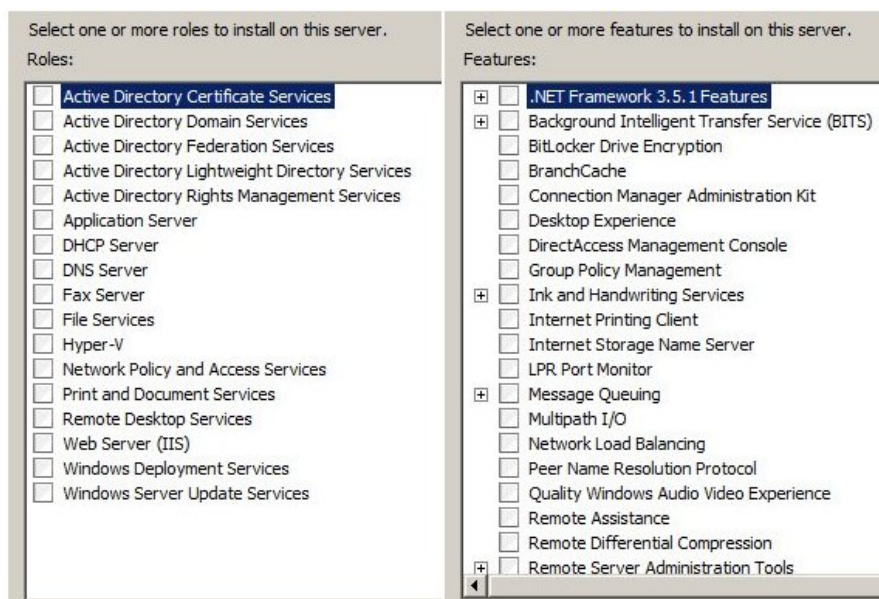 Select one or more roles to install on this server.
Roles:
Active Directory Certificate Services
Active Directory Domain Services
Active Directory Federation Services
Active Directory Lightweight Directory Services
Active Directory Rights Management Services
Application Server
DHCP Server
DNS Server
Fax Server
File Services
Hyper-V
Network Policy and Access Services
Print and Document Services
Remote Desktop Services
Web Server (IIS)
Windows Deployment Services
Windows Server Update Services
Select one or more features to install on this server.
Features:
.NET Framework 3.5.1 Features
Background Intelligent Transfer Service (BITS)
BitLocker Drive Encryption
BranchCache
Connection Manager Administration Kit
Desktop Experience
DirectAccess Management Console
Group Policy Management
Ink and Handwriting Services
Internet Printing Client
Internet Storage Name Server
LPR Port Monitor
Message Queuing
Multipath I/O
Network Load Balancing
Peer Name Resolution Protocol
Quality Windows Audio Video Experience
Remote Assistance
Remote Differential Compression
Remote Server Administration Tools